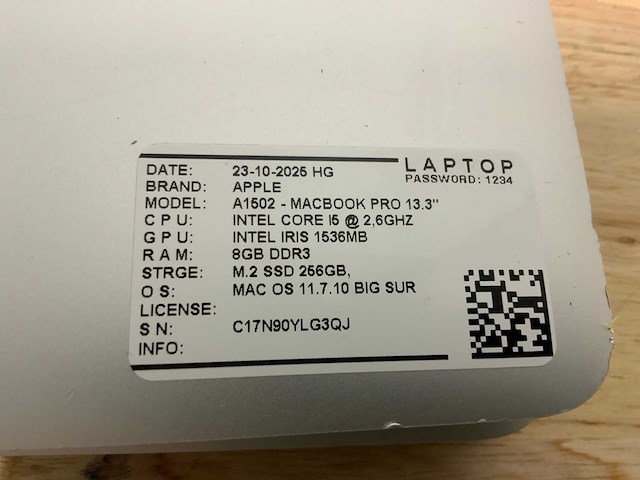 LAPTOP
PASSWORD: 1234
DATE: 23-10-2025 HG
BRAND: APPLE
MODEL: A1502 - MACBOOK PRO 13.3"
CPU: INTEL CORE I5 @ 2,6GHZ
GPU: INTEL IRIS 1536MB
RAM: 8GB DDR3
STRGE: M.2 SSD 256GB,
OS: MAC OS 11.7.10 BIG SUR
LICENSE:
SN: C17N90YLG3QJ
INFO: